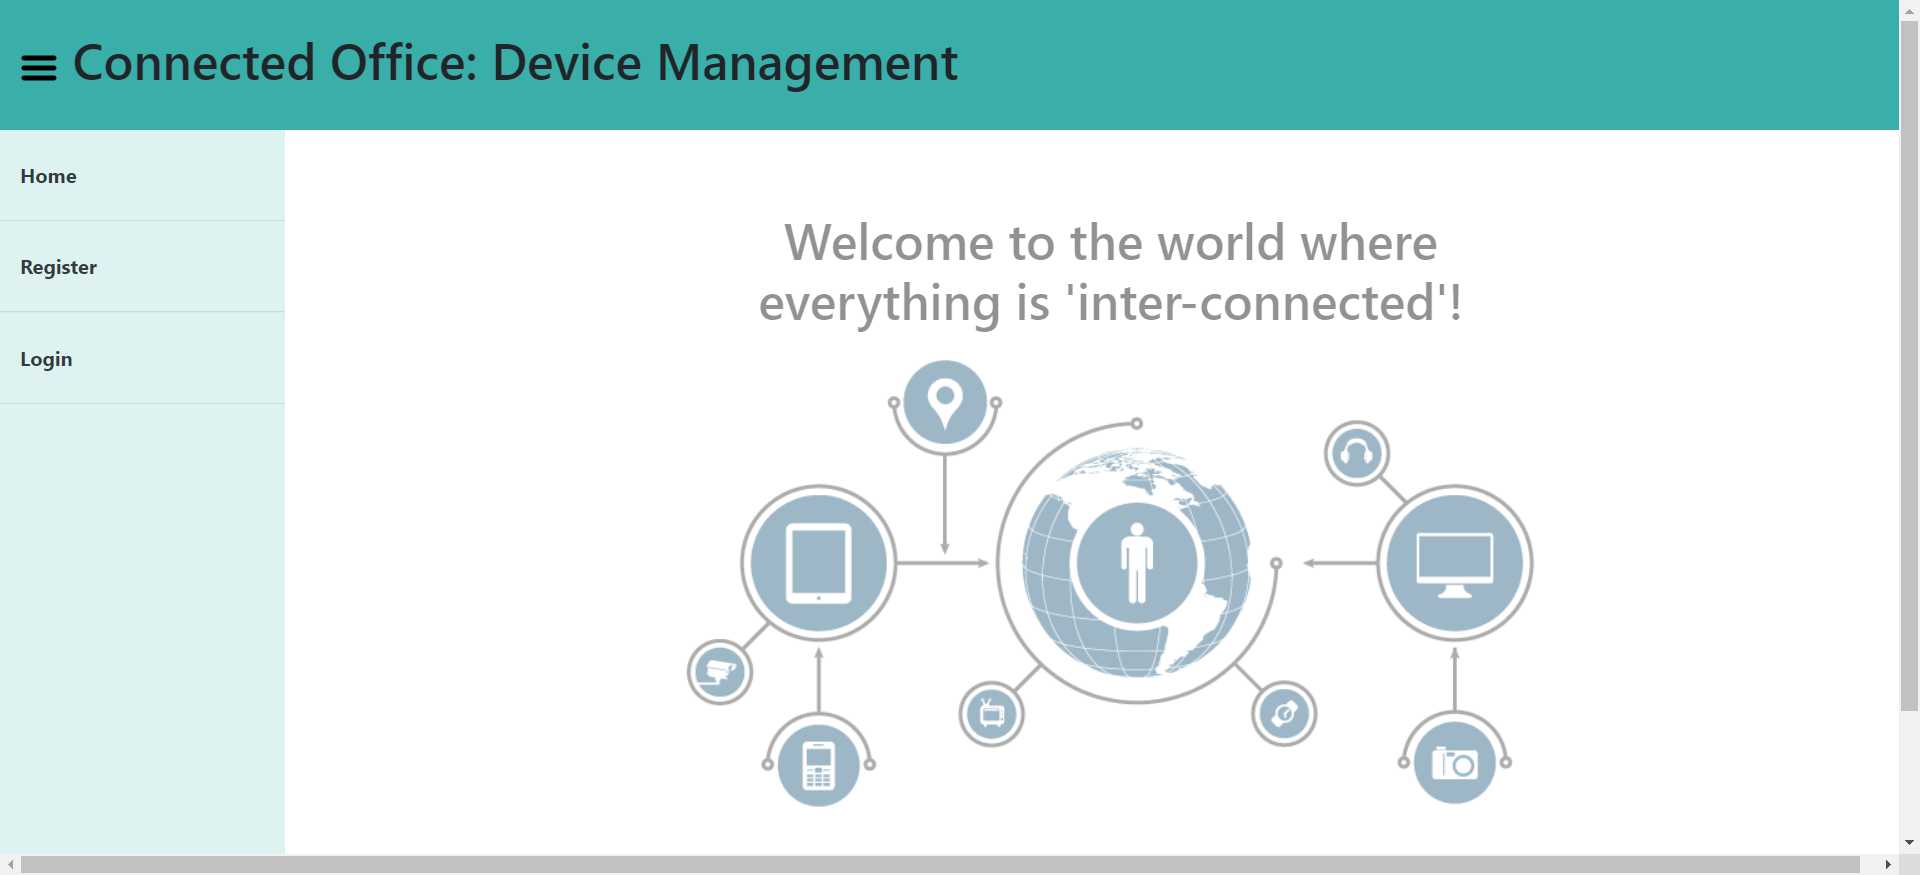 Connected Office: Device Management
Home
Register
Login
Welcome to the world where
everything is 'inter-connected'!